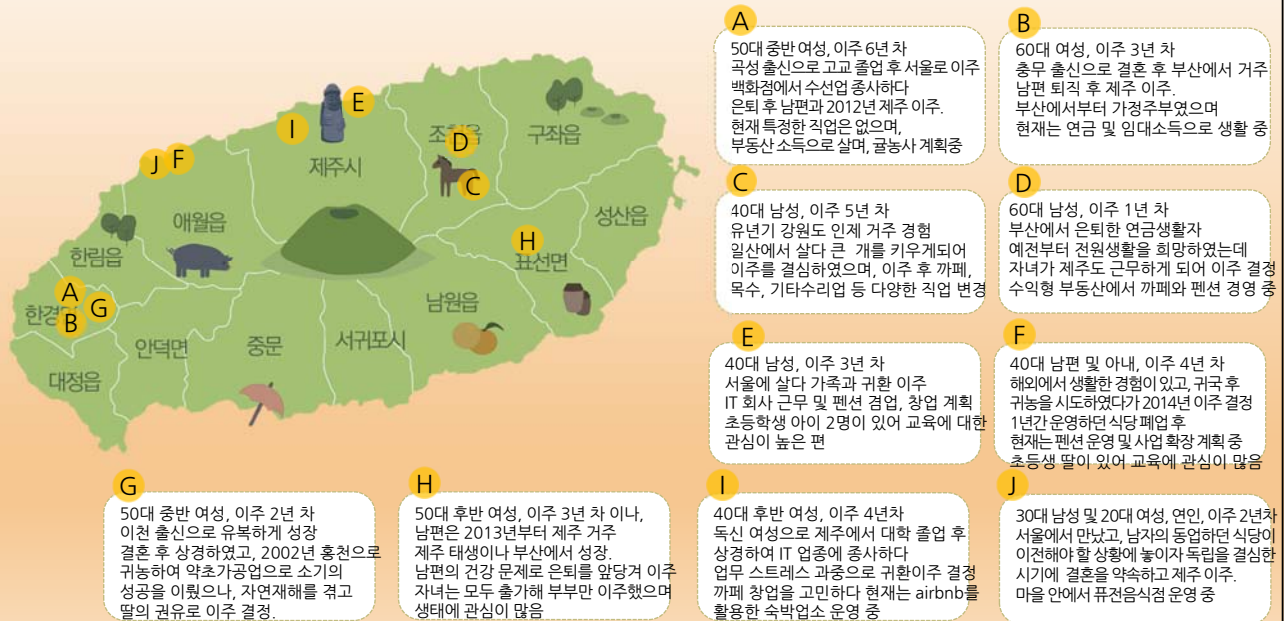 E
I
J
F
제주시
D
C
구좌읍
애월읍
성산읍
한림읍
H
표선면
A
G
B
남원읍
안덕면
중문
서귀포시
대정읍
A
50대 중반 여성, 이주 6년 차
곡성 출신으로 고교 졸업 후 서울로 이주
백화점에서 수선업 종사하다
은퇴 후 남편과 2012년 제주 이주.
현재 특정한 직업은 없으며,
부동산 소득으로 살며, 귤농사 계획중
B
60대 여성, 이주 3년 차
충무 출신으로 결혼 후 부산에서 거주
남편 퇴직 후 제주 이주.
부산에서부터 가정주부였으며
현재는 연금 및 임대소득으로 생활 중
C
40대 남성, 이주 5년 차
유년기 강원도 인제 거주 경험
일산에서 살다 큰 개를 키우게되어
이주를 결심하였으며, 이주 후 까페,
목수, 기타수리업 등 다양한 직업 변경
D
60대 남성, 이주 1년 차
부산에서 은퇴한 연금생활자
예전부터 전원생활을 희망하였는데
자녀가 제주도 근무하게 되어 이주 결정
수익형 부동산에서 까페와 펜션 경영 중
E
40대 남성, 이주 3년 차
서울에 살다 가족과 귀환 이주
IT 회사 근무 및 펜션 겸업, 창업 계획
초등학생 아이 2명이 있어 교육에 대한
관심이 높은 편
F
40대 남편 및 아내, 이주 4년 차
해외에서 생활한 경험이 있고, 귀국 후
귀농을 시도하였다가 2014년 이주 결정
1년간 운영하던 식당 폐업 후
현재는 펜션 운영 및 사업 확장 계획 중
초등생 딸이 있어 교육에 관심이 많음
G
50대 중반 여성, 이주 2년 차
이천 출신으로 유복하게 성장
결혼 후 상경하였고, 2002년 홍천으로
귀농하여 약초가공업으로 소기의
성공을 이뤘으나, 자연재해를 겪고
딸의 권유로 이주 결정.
H
50대 후반 여성, 이주 3년 차 이나,
남편은 2013년부터 제주 거주
제주 태생이나 부산에서 성장.
남편의 건강 문제로 은퇴를 앞당겨 이주
자녀는 모두 출가해 부부만 이주했으며
생태에 관심이 많음
I
40대 후반 여성, 이주 4년차
독신 여성으로 제주에서 대학 졸업 후
상경하여 IT 업종에 종사하다
업무 스트레스 과중으로 귀환이주 결정
까페 창업을 고민하다 현재는 airbnb를
활용한 숙박업소 운영 중
J
30대 남성 및 20대 여성, 연인, 이주 2년차
서울에서 만났고, 남자의 동업하던 식당이
이전해야 할 상황에 놓이자 독립을 결심한
시기에 결혼을 약속하고 제주 이주.
마을 안에서 퓨전음식점 운영 중